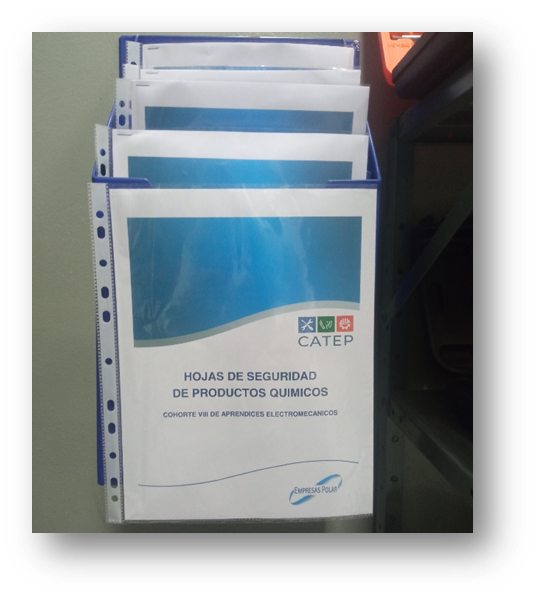 CATEP
HOJAS DE SEGURIDAD
DE PRODUCTOS QUIMICOS
COHORTE VIII DE APRENDICES ELECTROMECANICOS
EMPRESAS POLAR